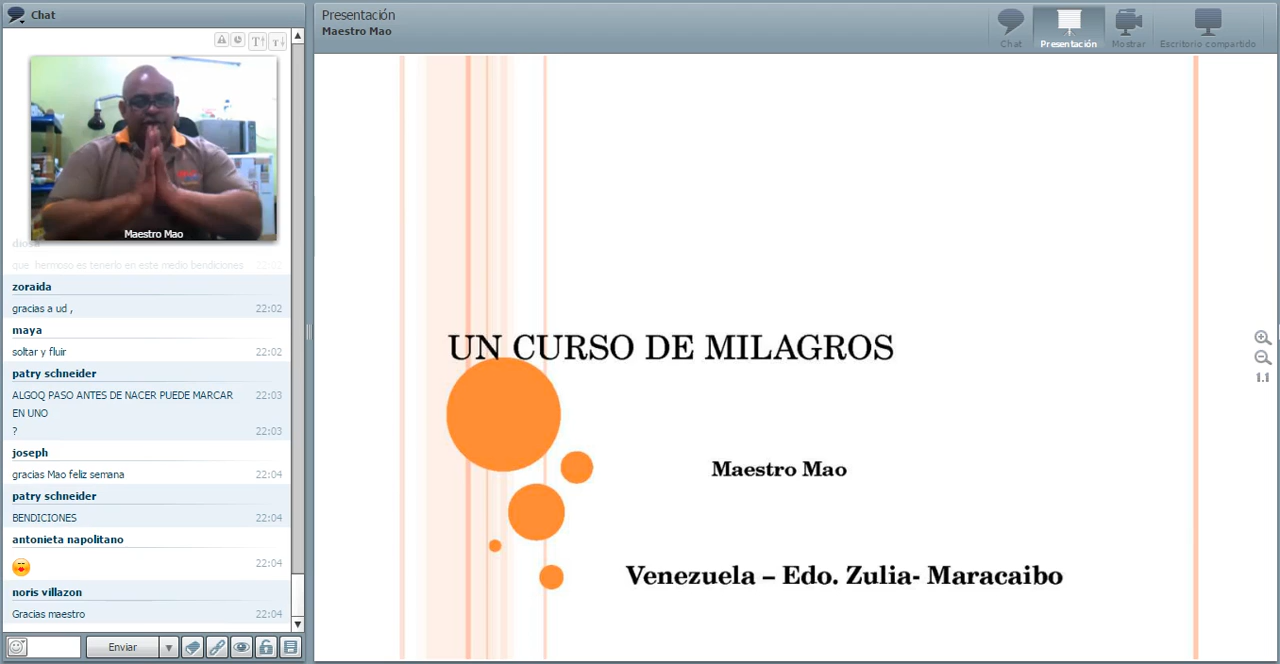 Chat
Maestro Mao
que hermoso es tenerlo en este medio bendiciones
zoraida
gracias a ud , 22:02
maya
soltar y fluir 22:02
patry schneider
ALGOQ PASO ANTES DE NACER PUEDE MARCAR 22:03
EN UNO
? 22:03
joseph
gracias Mao feliz semana 22:04
patry schneider
BENDICIONES 22:04
antonieta napolitano
22:04
noris villazon
Gracias maestro 22:04
Enviar
Presentación
Maestro Mao
Chat Presentación Mostrar Escritorio compartido
UN CURSO DE MILAGROS
Maestro Mao
Venezuela – Edo. Zulia- Maracaibo
1.1